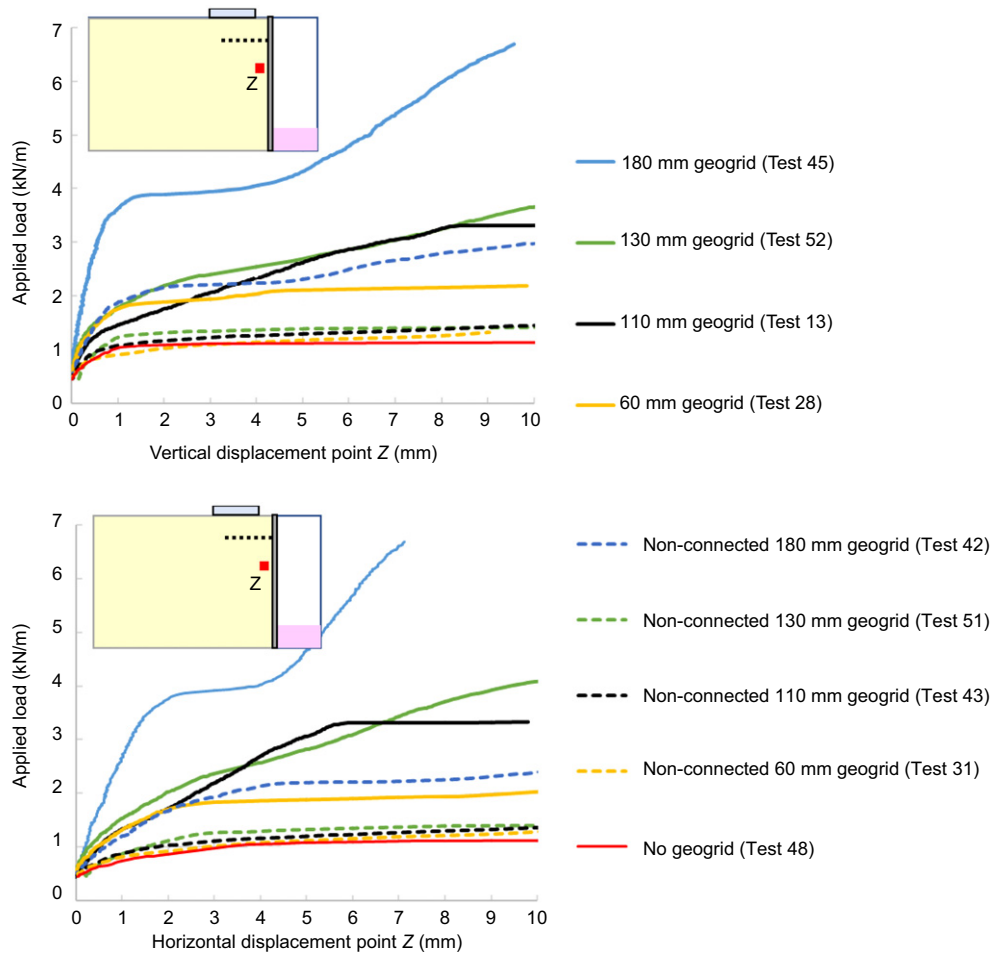 7
6
5
4
3
2
1
0
Applied load (kN/m)
Z
0 1 2 3 4 5 6 7 8 9 10
Vertical displacement point Z (mm)
180 mm geogrid (Test 45)
130 mm geogrid (Test 52)
110 mm geogrid (Test 13)
60 mm geogrid (Test 28)
7
6
5
4
3
2
1
0
Applied load (kN/m)
Z
0 1 2 3 4 5 6 7 8 9 10
Horizontal displacement point Z (mm)
Non-connected 180 mm geogrid (Test 42)
Non-connected 130 mm geogrid (Test 51)
Non-connected 110 mm geogrid (Test 43)
Non-connected 60 mm geogrid (Test 31)
No geogrid (Test 48)